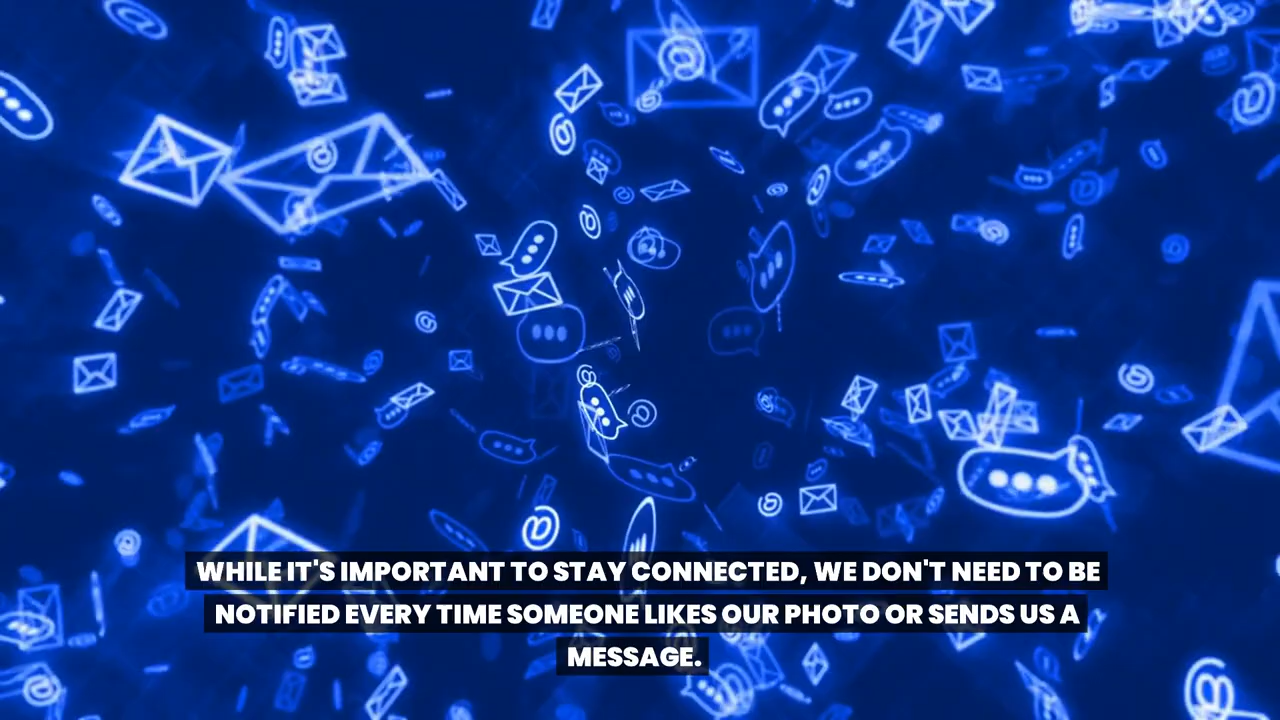 WHILE IT'S IMPORTANT TO STAY CONNECTED, WE DON'T NEED TO BE
NOTIFIED EVERY TIME SOMEONE LIKES OUR PHOTO OR SENDS US A
MESSAGE.